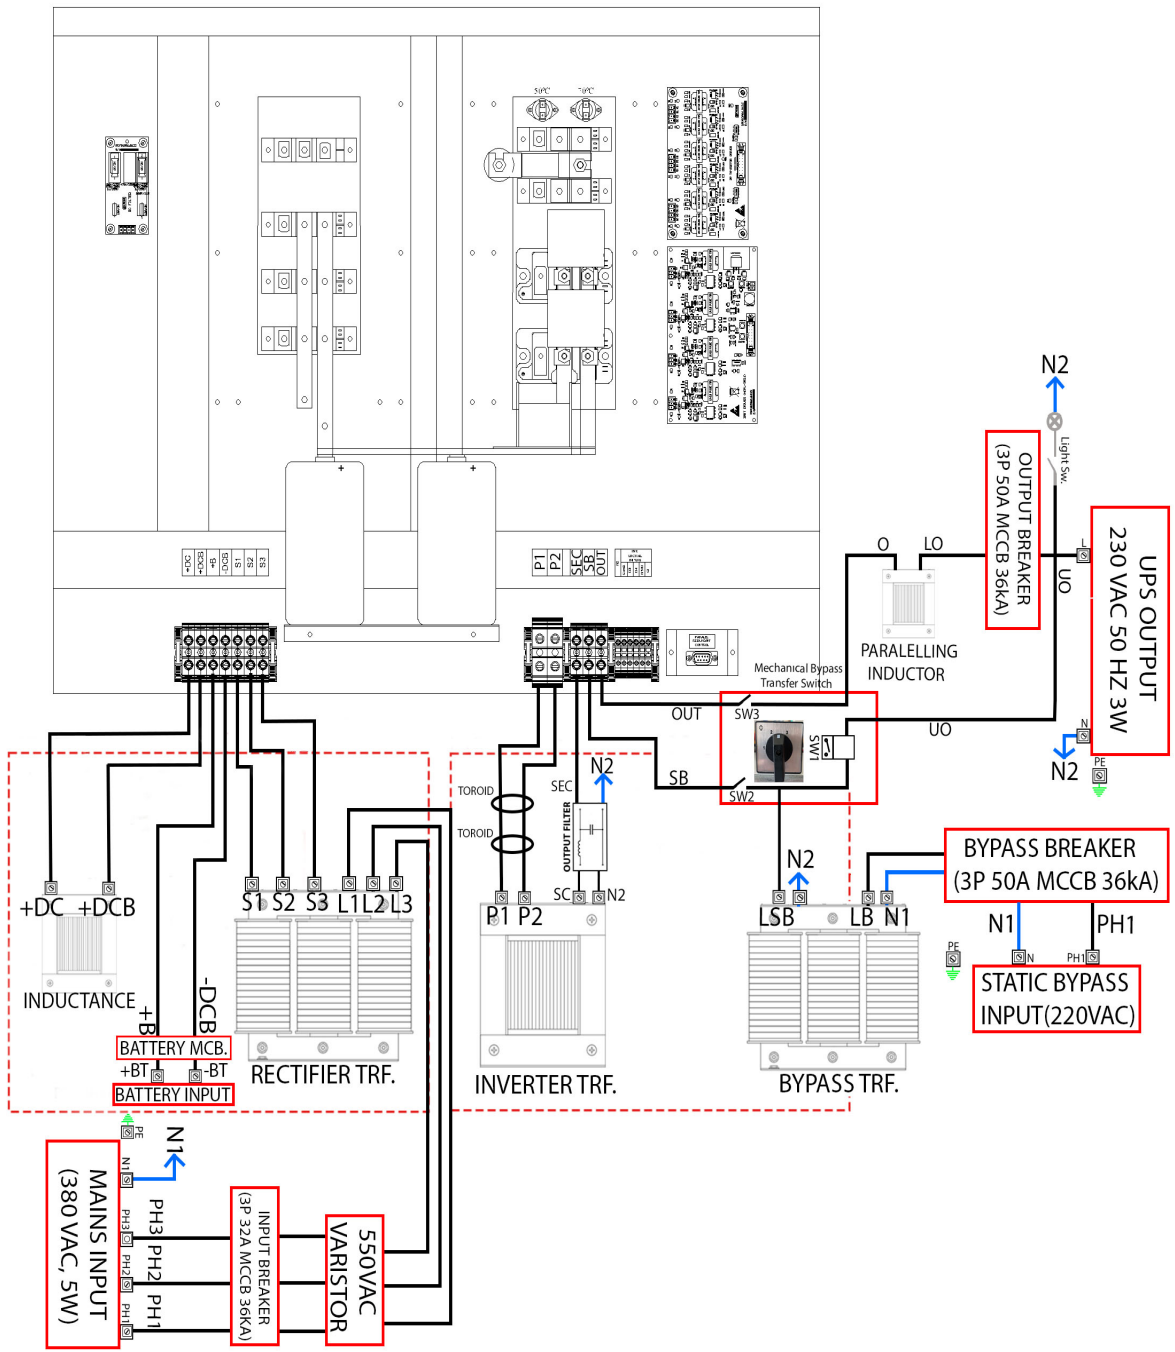 50°C
70°C
+DC
+DCB
+B
-DCB
S1
S2
S3
P1
P2
SEC
SB
OUT
N2
Light Sw.
OUTPUT BREAKER
(3P 50A MCCB 36kA)
O
LO
L
UO
UPS OUTPUT
230 VAC 50 HZ 3W
PARALELLING
INDUCTOR
N
N2
PE
Mechanical Bypass
Transfer Switch
OUT
SW3
SW1
UO
SB
SW2
TOROID
TOROID
SEC
N2
OUTPUT FILTER
SC
N2
P1
P2
INVERTER TRF.
N2
LSB
LB
N1
BYPASS TRF.
BYPASS BREAKER
(3P 50A MCCB 36kA)
N1
PH1
PE
N
PH1
STATIC BYPASS
INPUT(220VAC)
+DC
+DCB
INDUCTANCE
S1
S2
S3
L1
L2
L3
RECTIFIER TRF.
+B
-DCB
BATTERY MCB.
+BT
-BT
BATTERY INPUT
PE
N1
N1
MAINS INPUT
(380 VAC, 5W)
PH3
PH3
PH2
PH2
PH1
PH1
INPUT BREAKER
(3P 32A MCCB 36KA)
550VAC
VARISTOR